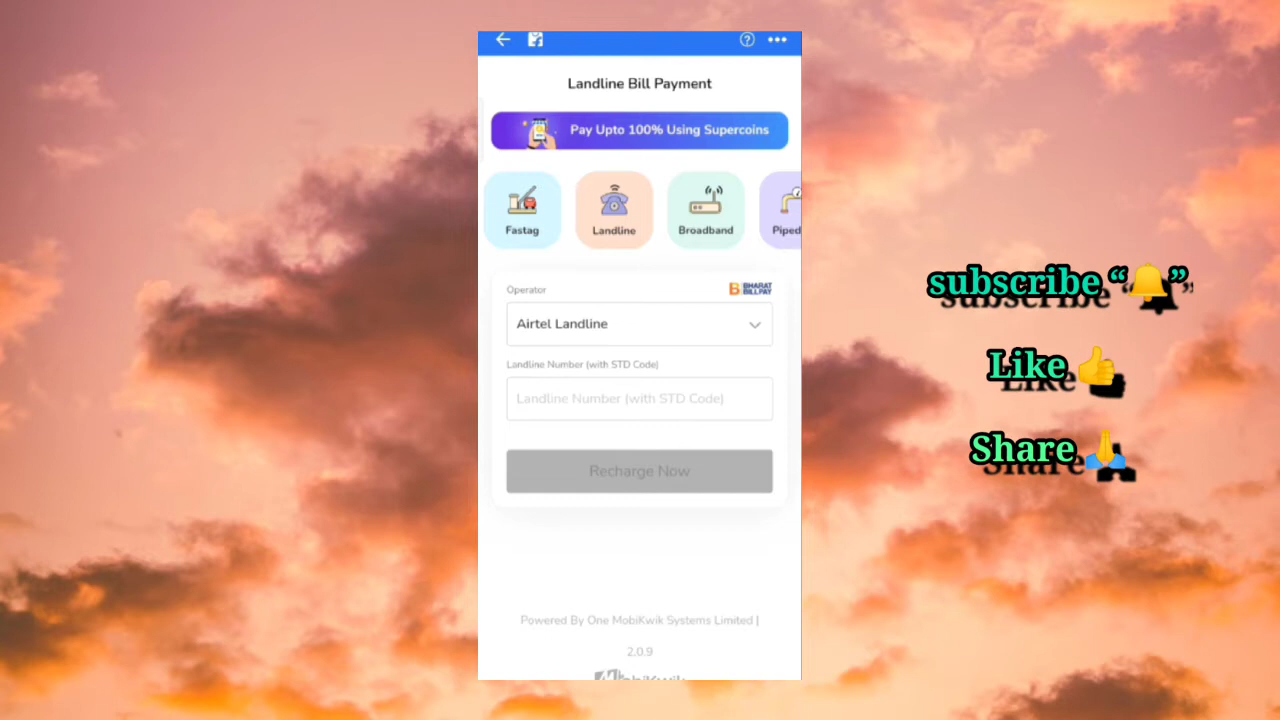 Landline Bill Payment
Pay Upto 100% Using Supercoins
Fastag
Landline
Broadband
Piped
Operator
BHARAT
BILLPAY
Airtel Landline
Landline Number (with STD Code)
Landline Number (with STD Code)
Recharge Now
Powered By One MobiKwik Systems Limited |
2.0.9
MobiKwik
subscribe “🔔”
Like 👍
Share 🙏